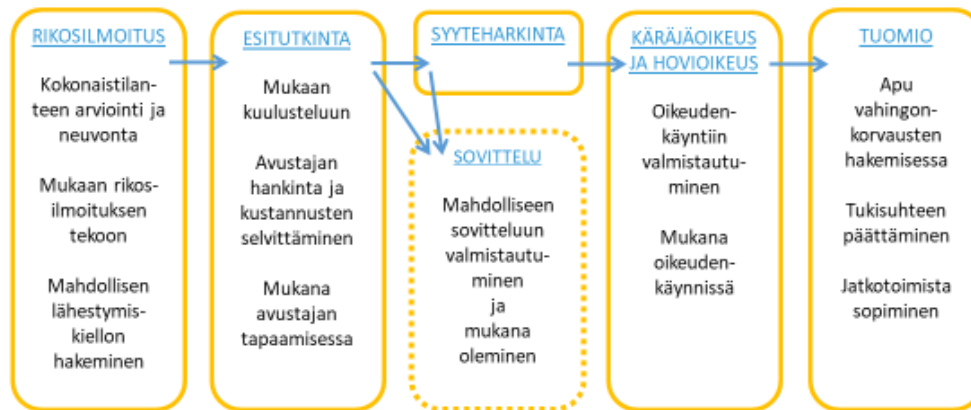 RIKOSILMOITUS
Kokonaistilan-
teen arviointi ja
neuvonta
Mukaan rikos-
ilmoituksen
tekoon
Mahdollisen
lähestymis-
kiellon
hakeminen
ESITUTKINTA
Mukaan
kuulusteluun
Avustajan
hankinta ja
kustannusten
selvittäminen
Mukana
avustajan
tapaamisessa
SYYTEHARKINTA
SOVITTELU
Mahdolliseen
sovitteluun
valmistautu-
minen
ja
mukana
oleminen
KÄRÄJÄOIKEUS
JA HOVIOIKEUS
Oikeuden-
käyntiin
valmistautu-
minen
Mukana
oikeuden-
käynnissä
TUOMIO
Apu
vahingon-
korvausten
hakemisessa
Tukisuhteen
päättäminen
Jatkotoimista
sopiminen